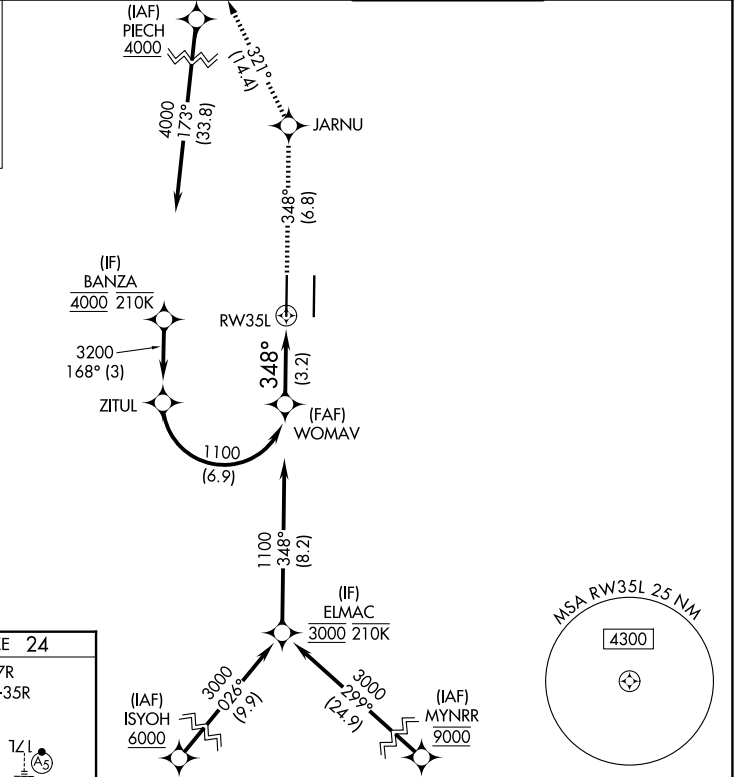 (IAF)
PIECH
4000
4000
173°
(33.8)
321°
(14.4)
JARNU
348°
(6.8)
(IF)
BANZA
4000 210K
RW35L
3200
168° (3)
348°
(3.2)
ZITUL
(FAF)
WOMAV
1100
(6.9)
1100
348°
(8.2)
(IF)
ELMAC
3000 210K
MSA RW35L 25 NM
4300
E 24
7R
-35R
17L
A5
3000
026°
(9.9)
3000
299°
(24.9)
(IAF)
ISYOH
6000
(IAF)
MYNRR
9000